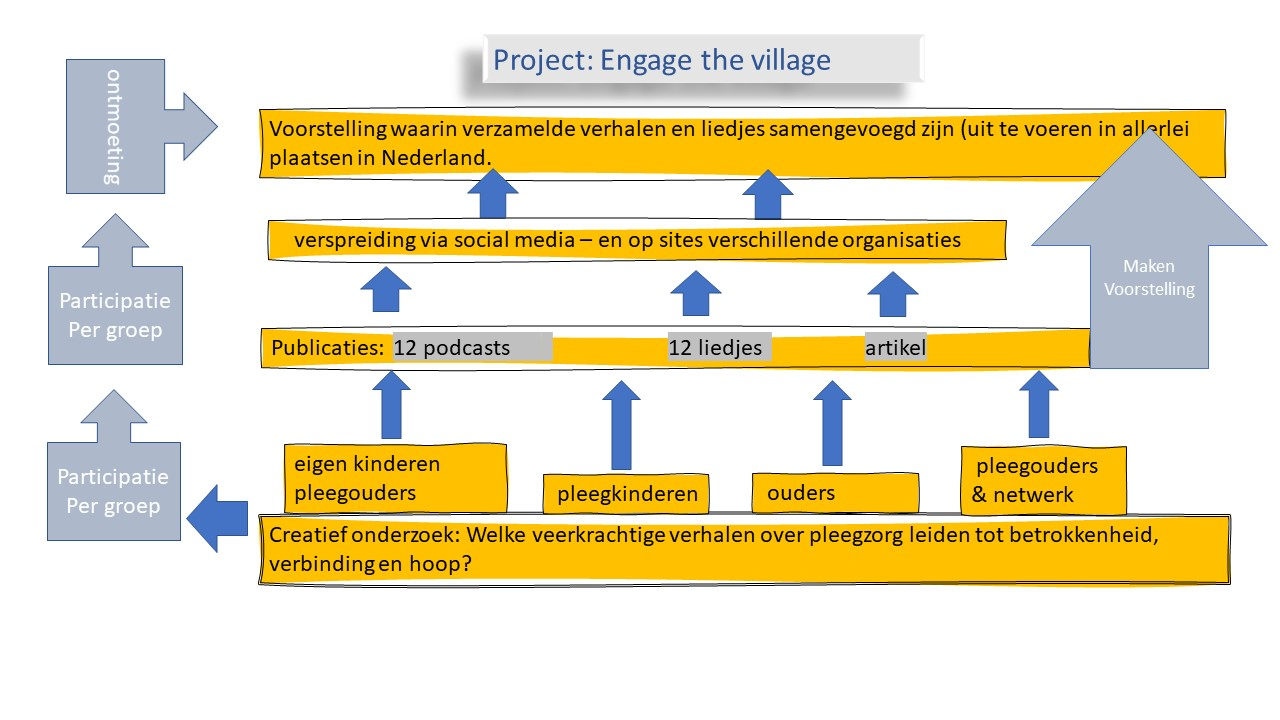 Project: Engage the village
ontmoeting
Voorstelling waarin verzamelde verhalen en liedjes samengevoegd zijn (uit te voeren in allerlei
plaatsen in Nederland.
verspreiding via social media – en op sites verschillende organisaties
Maken
Voorstelling
Participatie
Per groep
Publicaties: 12 podcasts 12 liedjes artikel
eigen kinderen
pleegouders
pleegkinderen
ouders
pleegouders
& netwerk
Participatie
Per groep
Creatief onderzoek: Welke veerkrachtige verhalen over pleegzorg leiden tot betrokkenheid,
verbinding en hoop?